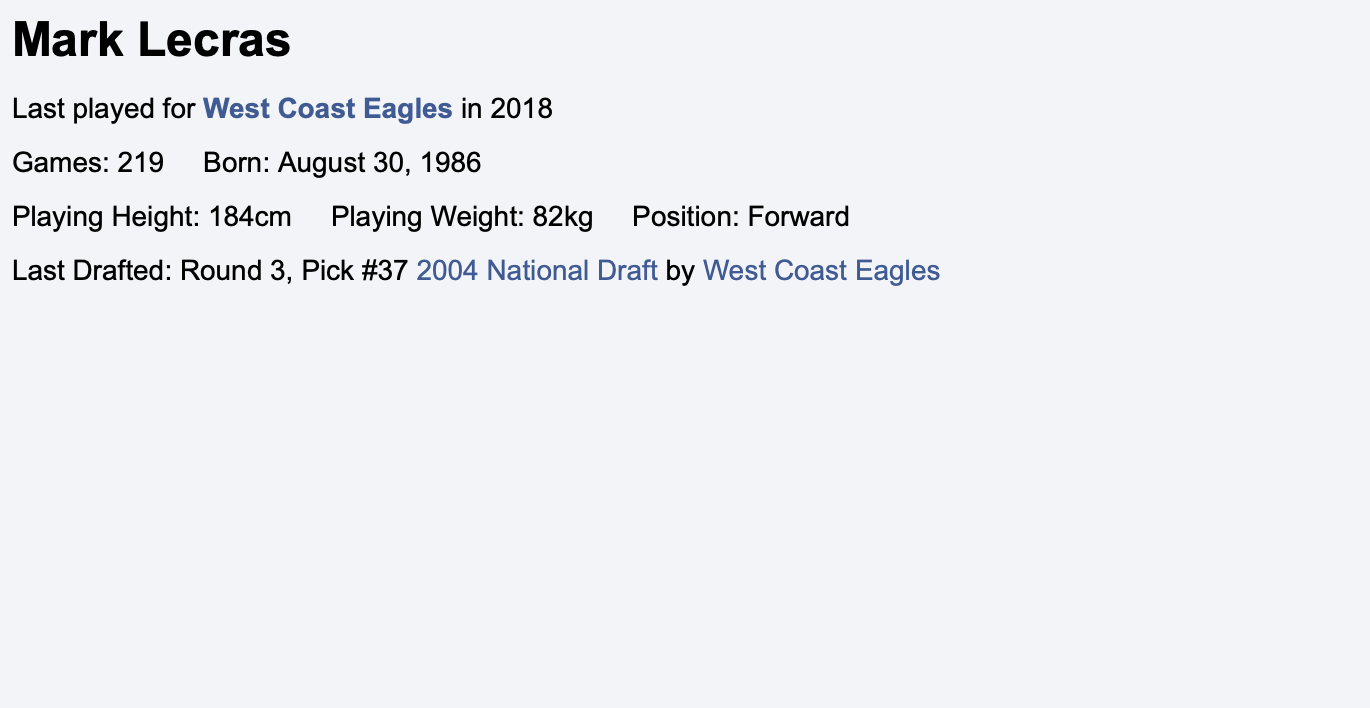 Mark Lecras
Last played for West Coast Eagles in 2018
Games: 219 Born: August 30, 1986
Playing Height: 184cm Playing Weight: 82kg Position: Forward
Last Drafted: Round 3, Pick #37 2004 National Draft by West Coast Eagles